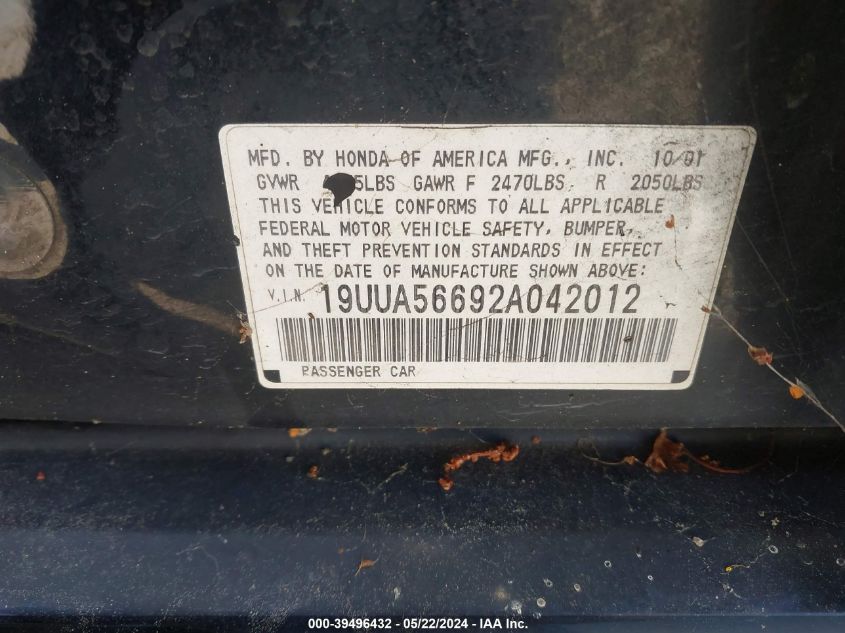 MFD. BY HONDA OF AMERICA MFG., INC. 10/01
GVWR LBS GAWR F 2470LBS R 2050LBS
THIS VEHICLE CONFORMS TO ALL APPLICABLE
FEDERAL MOTOR VEHICLE SAFETY, BUMPER,
AND THEFT PREVENTION STANDARDS IN EFFECT
ON THE DATE OF MANUFACTURE SHOWN ABOVE:
V.I.N. 19UUA56692A042012
PASSENGER CAR
000-39496432 - 05/22/2024 - IAA Inc.